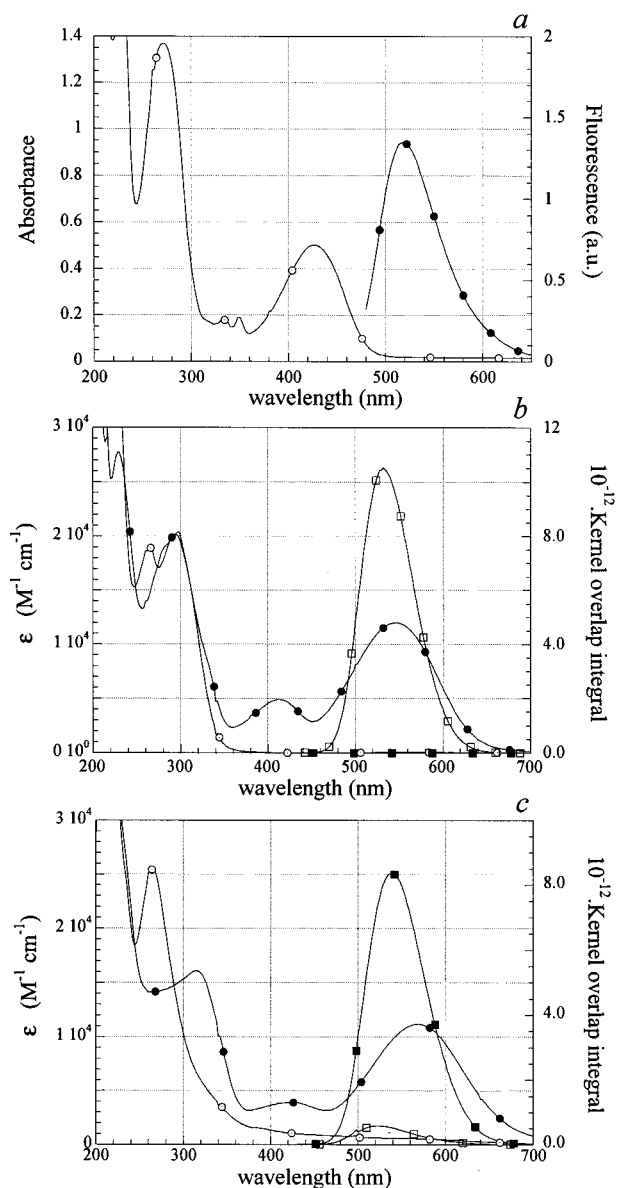 a
1.4
1.2
1
0.8
0.6
0.4
0.2
0
Absorbance
2
1.5
1
0.5
0
Fluorescence (a.u.)
200 300 400 500 600
wavelength (nm)
b
3 10⁴
2 10⁴
1 10⁴
0 10⁰
ε (M⁻¹ cm⁻¹)
12
8.0
4.0
0.0
10⁻¹².Kernel overlap integral
200 300 400 500 600 700
wavelength (nm)
c
3 10⁴
2 10⁴
1 10⁴
0
ε (M⁻¹ cm⁻¹)
8.0
4.0
0.0
10⁻¹².Kernel overlap integral
200 300 400 500 600 700
wavelength (nm)